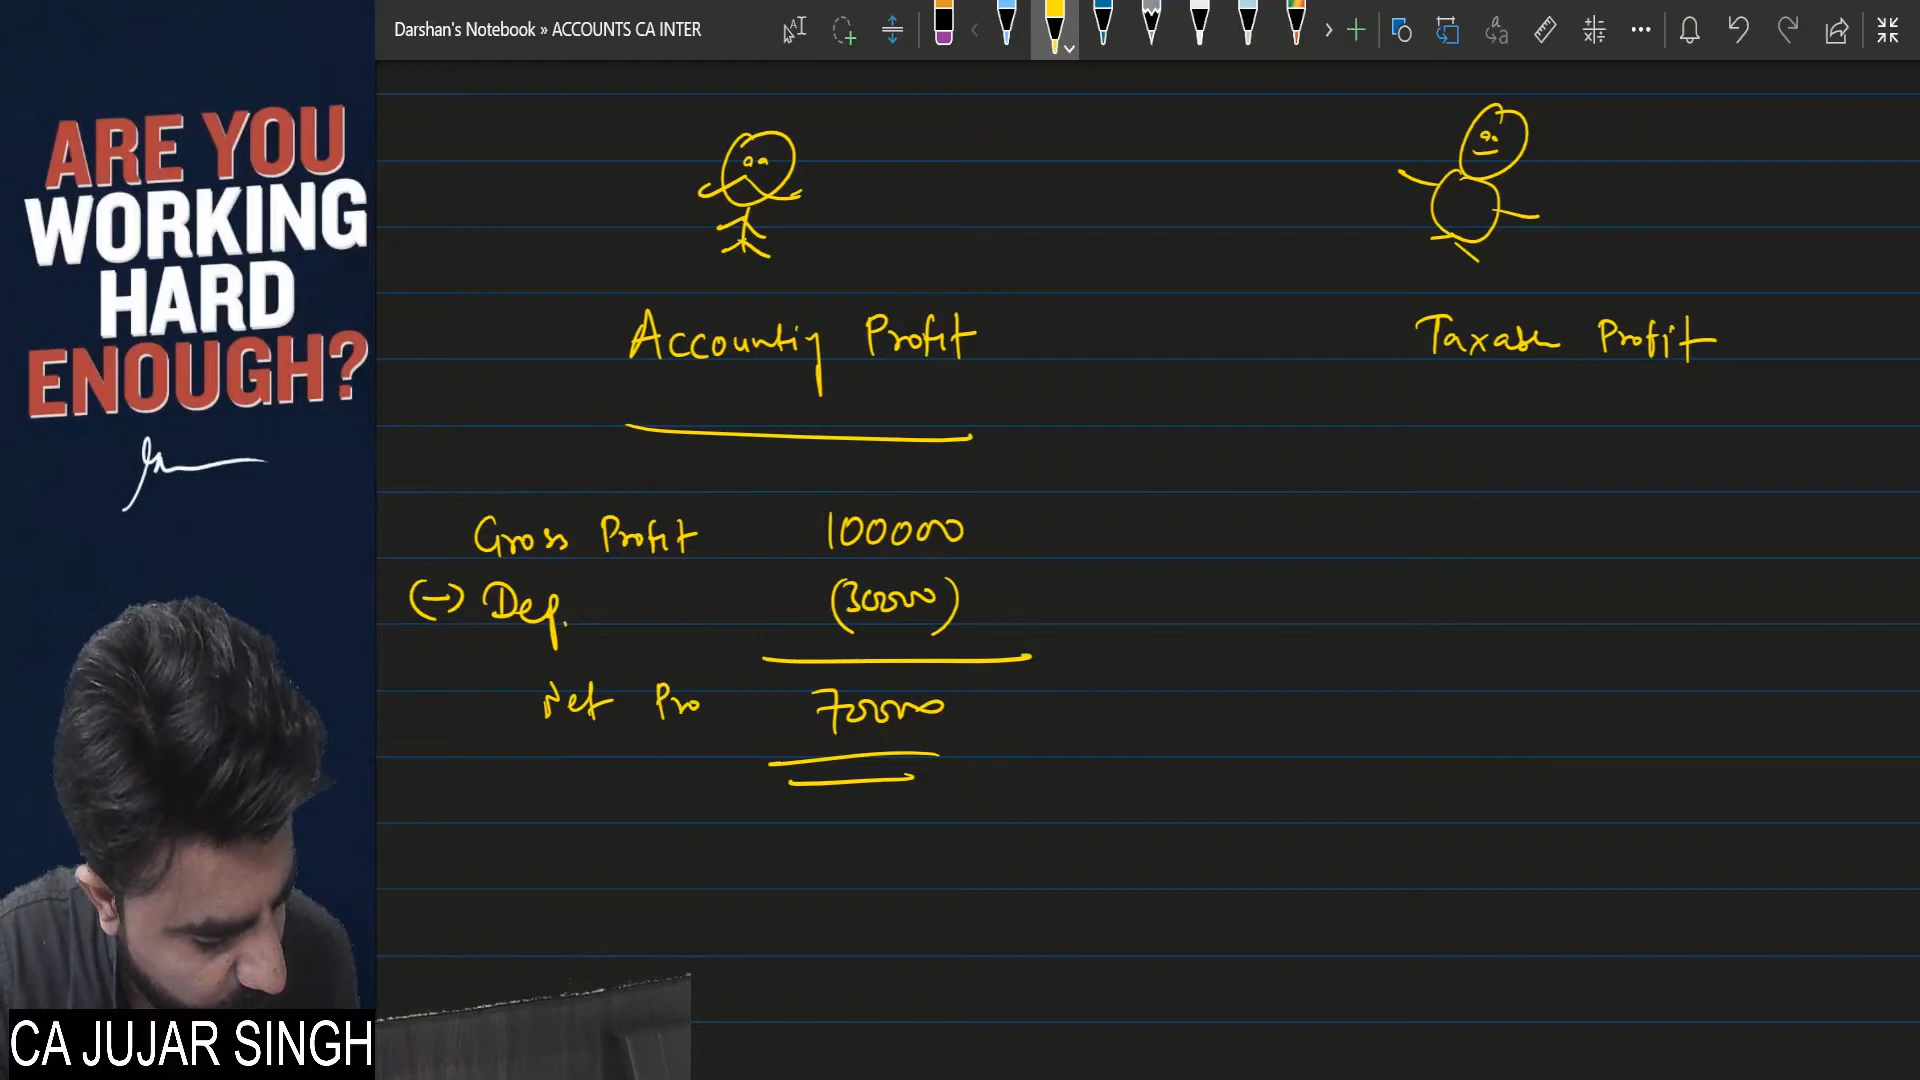 Darshan's Notebook » ACCOUNTS CA INTER
ARE YOU
WORKING
HARD
ENOUGH?
Accounting Profit
Profit
Gross Profit 100000
(-) Dep. (30000)
Net Pro 70000
CA JUJAR SINGH